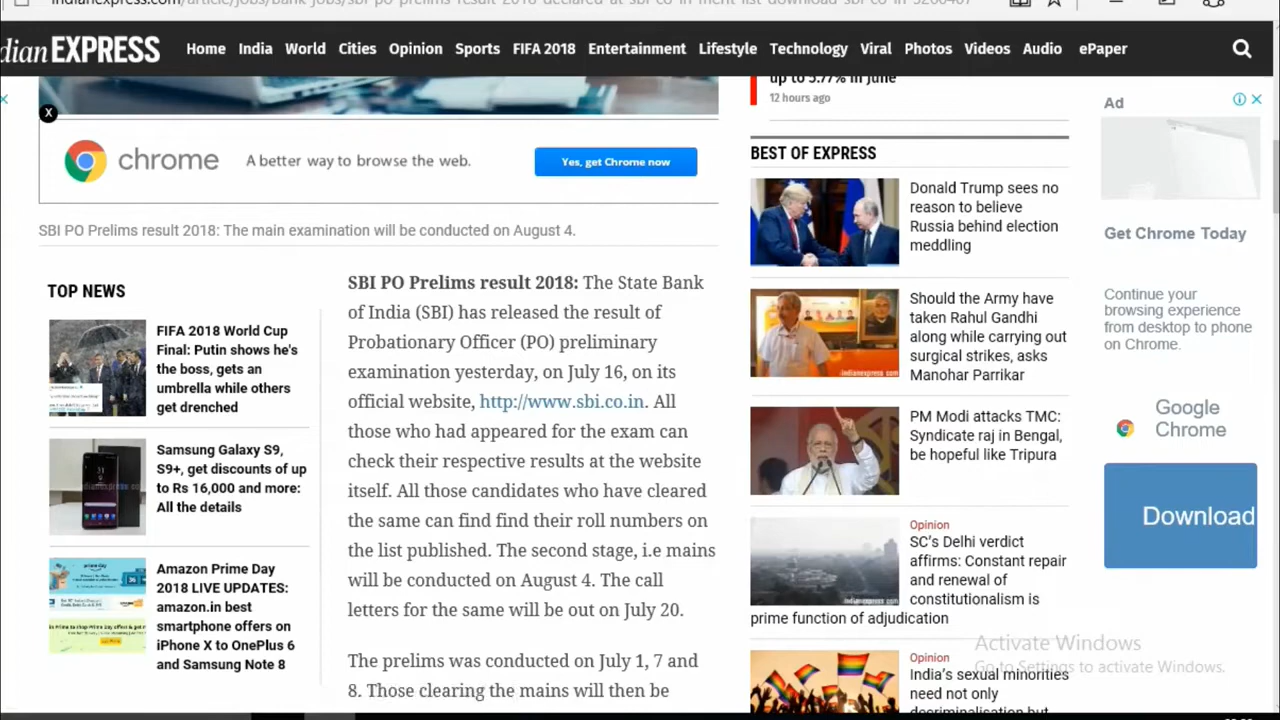 indianexpress.com/article/jobs/bank-jobs/sbi-po-prelims-result-2018-declared-at-sbi-co-in-merit-list-download-sbi-co-in-5260407
dian EXPRESS
Home India World Cities Opinion Sports FIFA 2018 Entertainment Lifestyle Technology Viral Photos Videos Audio ePaper
X
chrome
A better way to browse the web.
Yes, get Chrome now
SBI PO Prelims result 2018: The main examination will be conducted on August 4.
TOP NEWS
FIFA 2018 World Cup
Final: Putin shows he's
the boss, gets an
umbrella while others
get drenched
Samsung Galaxy S9,
S9+, get discounts of up
to Rs 16,000 and more:
All the details
Amazon Prime Day
2018 LIVE UPDATES:
amazon.in best
smartphone offers on
iPhone X to OnePlus 6
and Samsung Note 8
SBI PO Prelims result 2018: The State Bank
of India (SBI) has released the result of
Probationary Officer (PO) preliminary
examination yesterday, on July 16, on its
official website, http://www.sbi.co.in. All
those who had appeared for the exam can
check their respective results at the website
itself. All those candidates who have cleared
the same can find find their roll numbers on
the list published. The second stage, i.e mains
will be conducted on August 4. The call
letters for the same will be out on July 20.
The prelims was conducted on July 1, 7 and
8. Those clearing the mains will then be
up to 5.77% in June
12 hours ago
BEST OF EXPRESS
Donald Trump sees no
reason to believe
Russia behind election
meddling
Should the Army have
taken Rahul Gandhi
along while carrying out
surgical strikes, asks
Manohar Parrikar
indianexpress.com
PM Modi attacks TMC:
Syndicate raj in Bengal,
be hopeful like Tripura
Opinion
SC's Delhi verdict
affirms: Constant repair
and renewal of
constitutionalism is
prime function of adjudication
indianexpress.com
Opinion
India's sexual minorities
need not only
decriminalisation but
Ad
Get Chrome Today
Continue your
browsing experience
from desktop to phone
on Chrome.
Google
Chrome
Download
Activate Windows
Go to Settings to activate Windows.